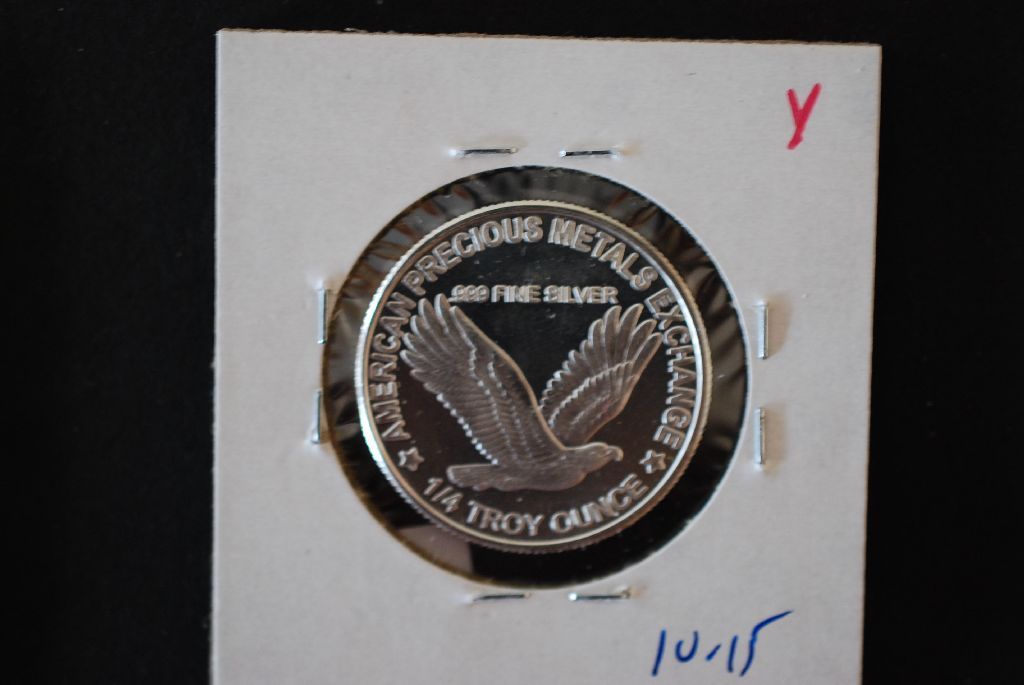 Y
AMERICAN PRECIOUS METALS EXCHANGE
.999 FINE SILVER
1/4 TROY OUNCE
10.15